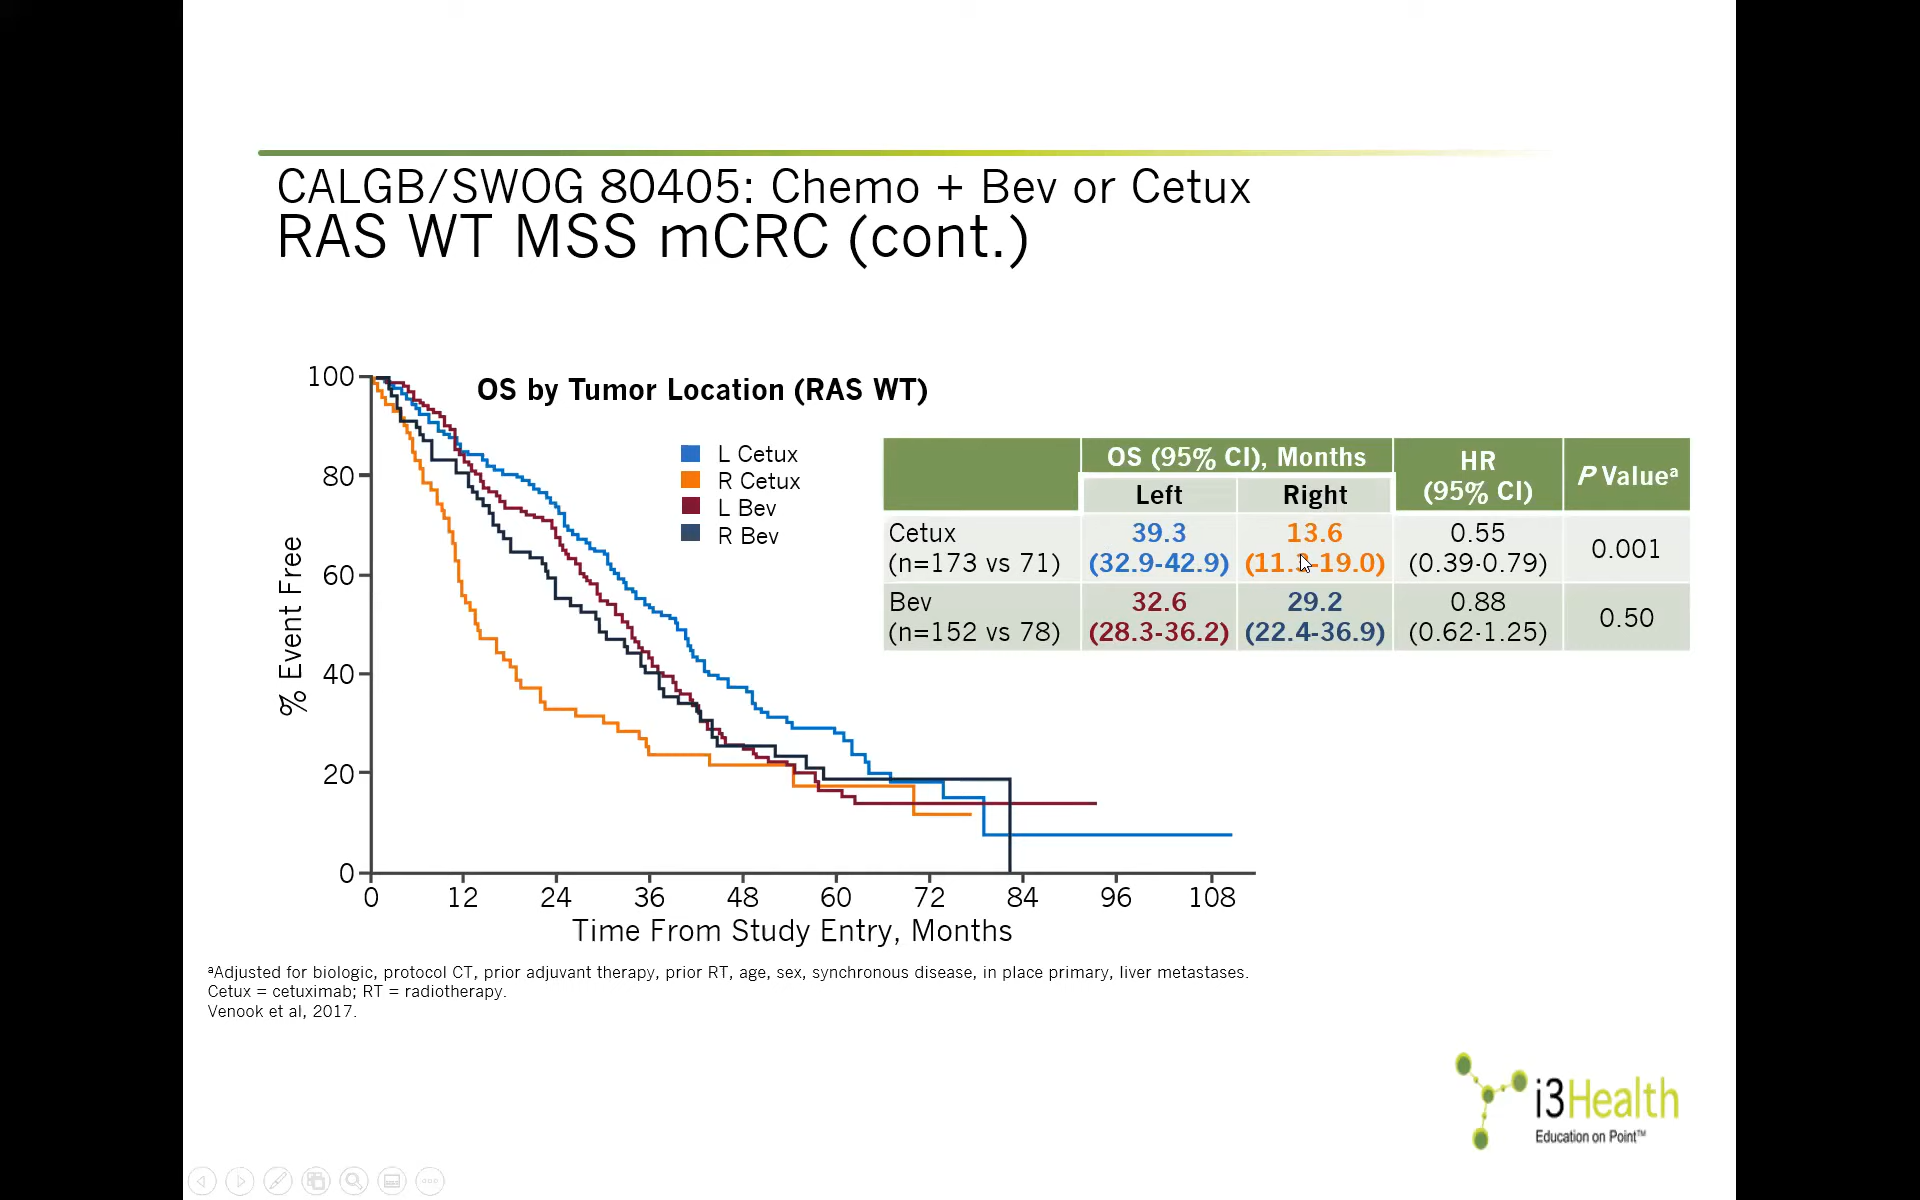 CALGB/SWOG 80405: Chemo + Bev or Cetux
RAS WT MSS mCRC (cont.)
OS by Tumor Location (RAS WT)
% Event Free
100
80
60
40
20
0
L Cetux
R Cetux
L Bev
R Bev
0 12 24 36 48 60 72 84 96 108
Time From Study Entry, Months
OS (95% CI), Months
HR
(95% CI)
P Valueᵃ
Left Right
Cetux
(n=173 vs 71)
39.3
(32.9-42.9)
13.6
0.55
(0.39-0.79)
0.001
Bev
(n=152 vs 78)
32.6
(28.3-36.2)
29.2
(22.4-36.9)
0.88
(0.62-1.25)
0.50
ᵃAdjusted for biologic, protocol CT, prior adjuvant therapy, prior RT, age, sex, synchronous disease, in place primary, liver metastases.
Cetux = cetuximab; RT = radiotherapy.
Venook et al, 2017.
i3Health
Education on Point™